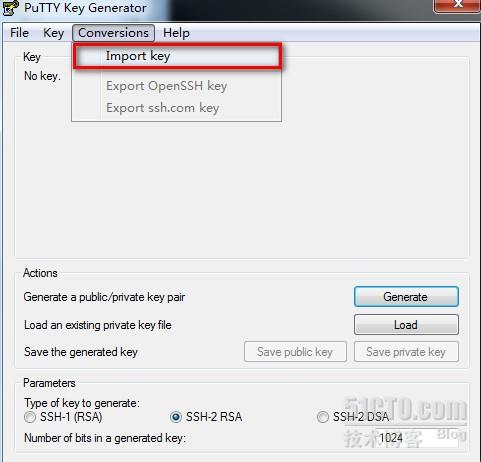 PuTTY Key Generator
File Key Conversions Help
Import key
Export OpenSSH key
Export ssh.com key
Key
No key.
Actions
Generate a public/private key pair
Generate
Load an existing private key file
Load
Save the generated key
Save public key
Save private key
Parameters
Type of key to generate:
SSH-1 (RSA)
SSH-2 RSA
SSH-2 DSA
Number of bits in a generated key:
1024
51CTO.com
技术博客 Blog